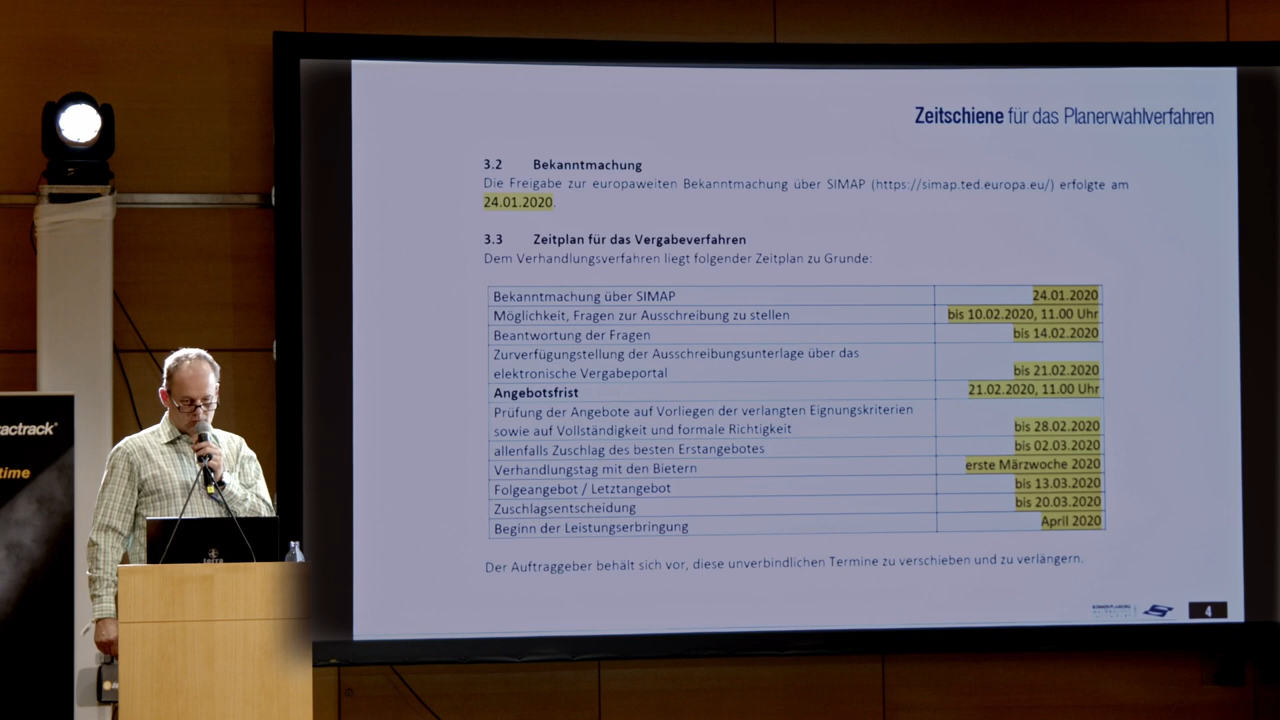 Zeitschiene für das Planerwahlverfahren
3.2 Bekanntmachung
Die Freigabe zur europaweiten Bekanntmachung über SIMAP (https://simap.ted.europa.eu/) erfolgte am
24.01.2020.
3.3 Zeitplan für das Vergabeverfahren
Dem Verhandlungsverfahren liegt folgender Zeitplan zu Grunde:
Bekanntmachung über SIMAP 24.01.2020
Möglichkeit, Fragen zur Ausschreibung zu stellen bis 10.02.2020, 11.00 Uhr
Beantwortung der Fragen bis 14.02.2020
Zurverfügungstellung der Ausschreibungsunterlage über das
elektronische Vergabeportal bis 21.02.2020
Angebotsfrist 21.02.2020, 11.00 Uhr
Prüfung der Angebote auf Vorliegen der verlangten Eignungskriterien
sowie auf Vollständigkeit und formale Richtigkeit bis 28.02.2020
allenfalls Zuschlag des besten Erstangebotes bis 02.03.2020
Verhandlungstag mit den Bietern erste Märzwoche 2020
Folgeangebot / Letztangebot bis 13.03.2020
Zuschlagsentscheidung bis 20.03.2020
Beginn der Leistungserbringung April 2020
Der Auftraggeber behält sich vor, diese unverbindlichen Termine zu verschieben und zu verlängern.
4
actrack
time
terra